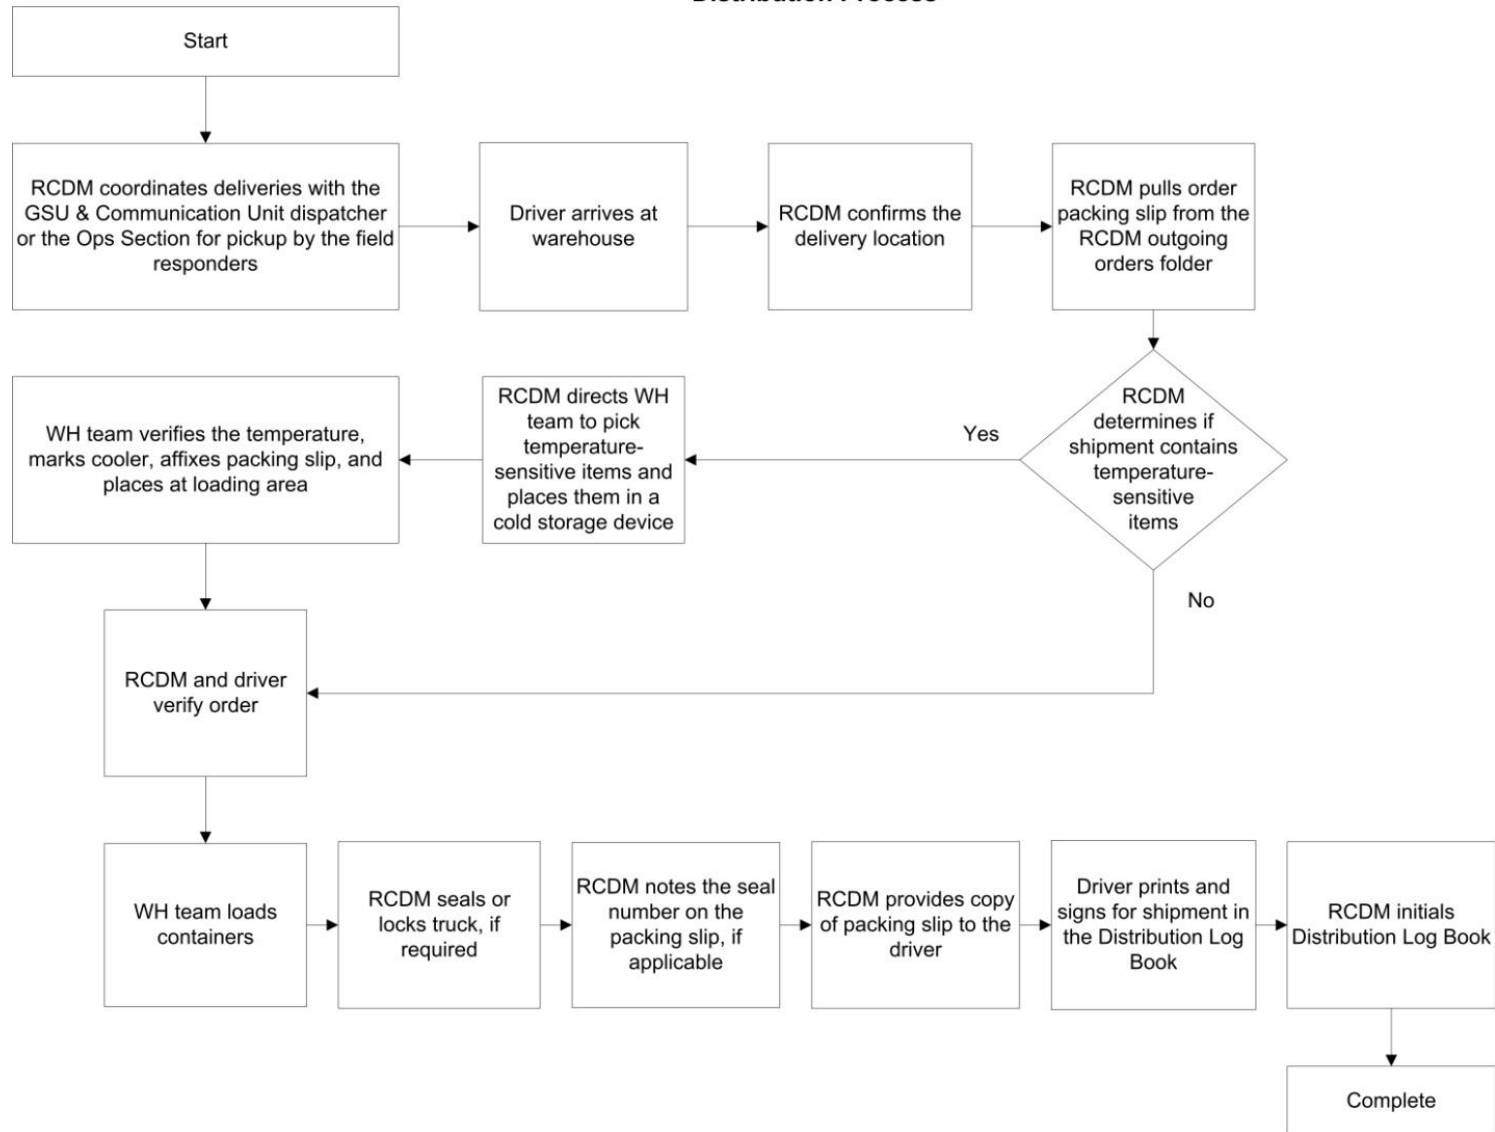 Distribution Process
Start
RCDM coordinates deliveries with the
GSU & Communication Unit dispatcher
or the Ops Section for pickup by the field
responders
Driver arrives at
warehouse
RCDM confirms the
delivery location
RCDM pulls order
packing slip from the
RCDM outgoing
orders folder
RCDM
determines if
shipment contains
temperature-
sensitive
items
Yes
No
RCDM directs WH
team to pick
temperature-
sensitive items and
places them in a
cold storage device
WH team verifies the temperature,
marks cooler, affixes packing slip, and
places at loading area
RCDM and driver
verify order
WH team loads
containers
RCDM seals or
locks truck, if
required
RCDM notes the seal
number on the
packing slip, if
applicable
RCDM provides copy
of packing slip to the
driver
Driver prints and
signs for shipment in
the Distribution Log
Book
RCDM initials
Distribution Log Book
Complete